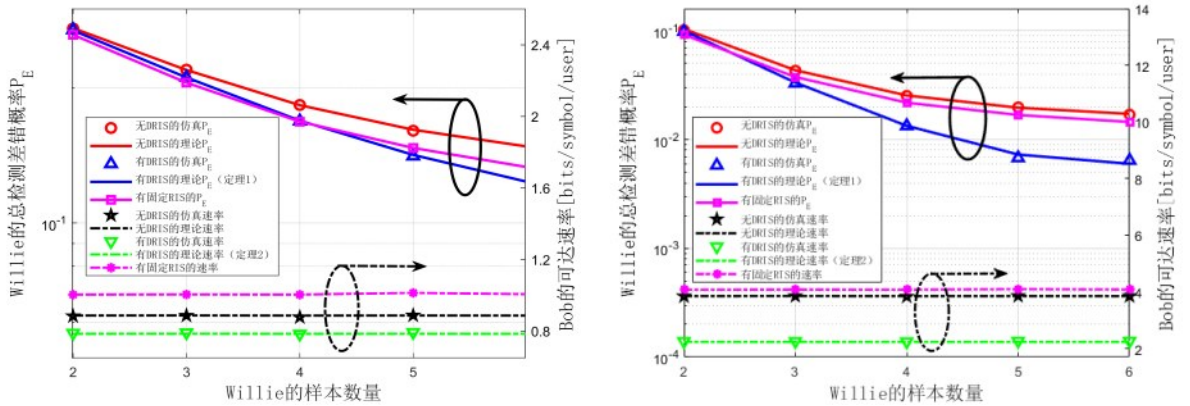 Willie的总检测差错概率P_E
10^-1
无DRIS的仿真P_E
无DRIS的理论P_E
有DRIS的仿真P_E
有DRIS的理论P_E (定理1)
有固定RIS的P_E
无DRIS的仿真速率
无DRIS的理论速率
有DRIS的仿真速率
有DRIS的理论速率(定理2)
有固定RIS的速率
2.4
2
1.6
1.2
0.8
Bob的可达速率[bits/symbol/user]
2 3 4 5
Willie的样本数量
Willie的总检测差错概率P_E
10^-1
10^-2
10^-3
10^-4
无DRIS的仿真P_E
无DRIS的理论P_E
有DRIS的仿真P_E
有DRIS的理论P_E (定理1)
有固定RIS的P_E
无DRIS的仿真速率
无DRIS的理论速率
有DRIS的仿真速率
有DRIS的理论速率(定理2)
有固定RIS的速率
14
12
10
8
6
4
2
Bob的可达速率[bits/symbol/user]
2 3 4 5 6
Willie的样本数量